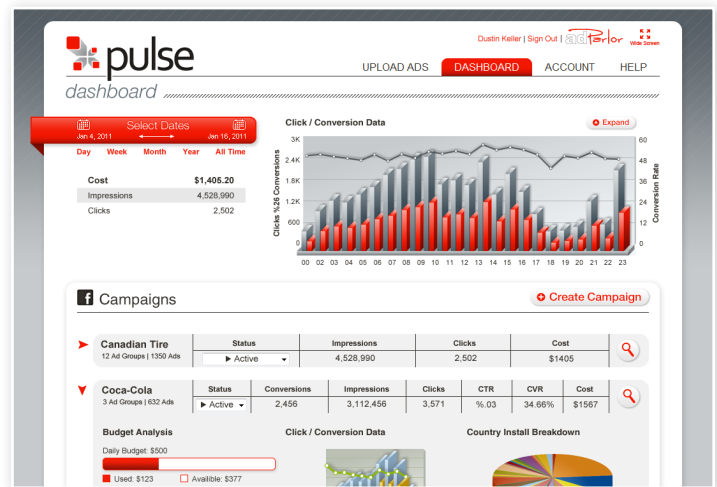 Dustin Keller | Sign Out |
adParlor
Wide Screen
pulse
UPLOAD ADS DASHBOARD ACCOUNT HELP
dashboard
Select Dates
Jan 4, 2011 Jan 16, 2011
Day Week Month Year All Time
Cost $1,405.20
Impressions 4,528,990
Clicks 2,502
Click / Conversion Data
Expand
Clicks %26 Conversions
3K
2.4K
1.8K
1.2K
600
0
60
48
36
24
12
0
Conversion Rate
00 02 03 04 05 06 07 08 09 10 11 12 13 14 15 16 17 18 19 20 21 22 23
f Campaigns
Create Campaign
Canadian Tire
12 Ad Groups | 1350 Ads
Status Impressions Clicks Cost
Active 4,528,990 2,502 $1405
Coca-Cola
3 Ad Groups | 632 Ads
Status Conversions Impressions Clicks CTR CVR Cost
Active 2,456 3,112,456 3,571 %.03 34.66% $1567
Budget Analysis
Daily Budget: $500
Used: $123 Availible: $377
Click / Conversion Data
Country Install Breakdown